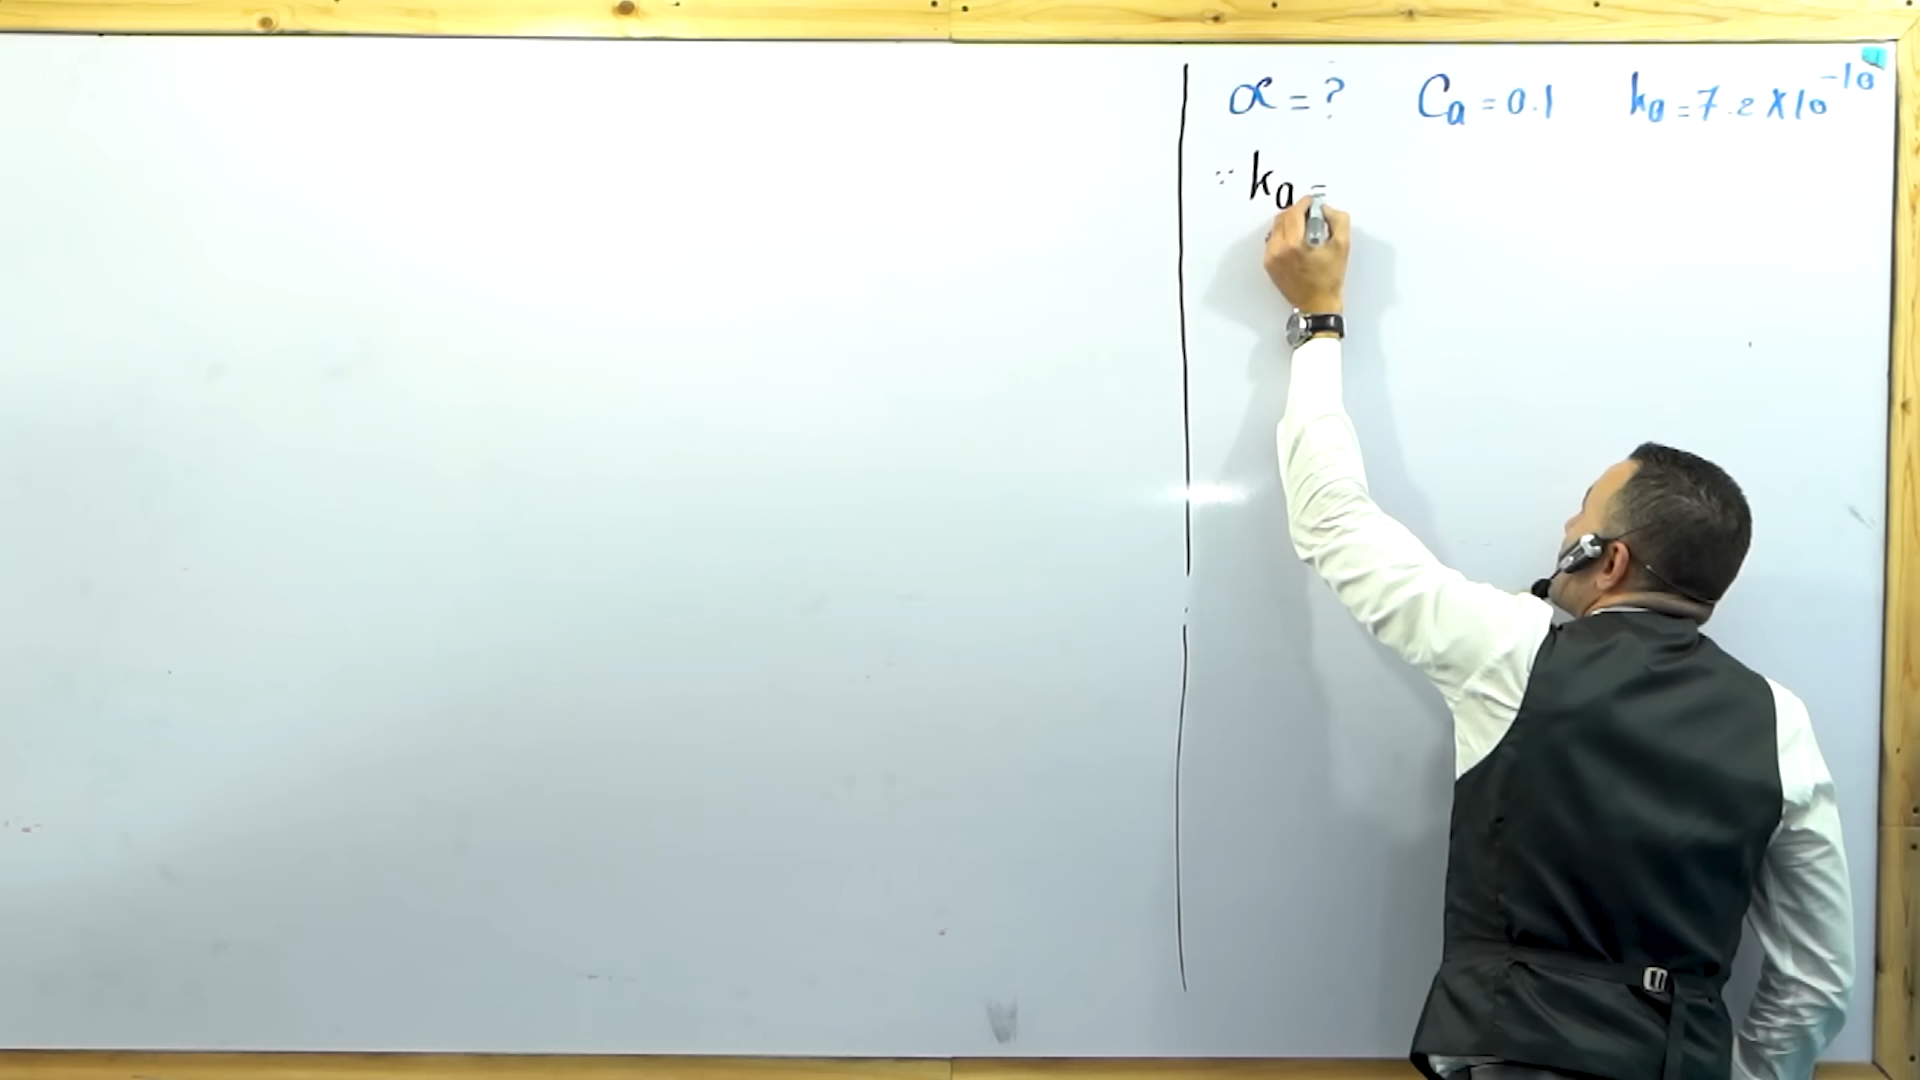 α = ? Ca = 0.1 ka = 7.2 × 10⁻¹⁰
∵ ka =